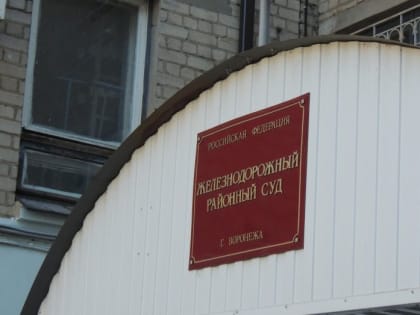 РОССИЙСКАЯ ФЕДЕРАЦИЯ
ЖЕЛЕЗНОДОРОЖНЫЙ
РАЙОННЫЙ СУД
Г. ВОРОНЕЖА